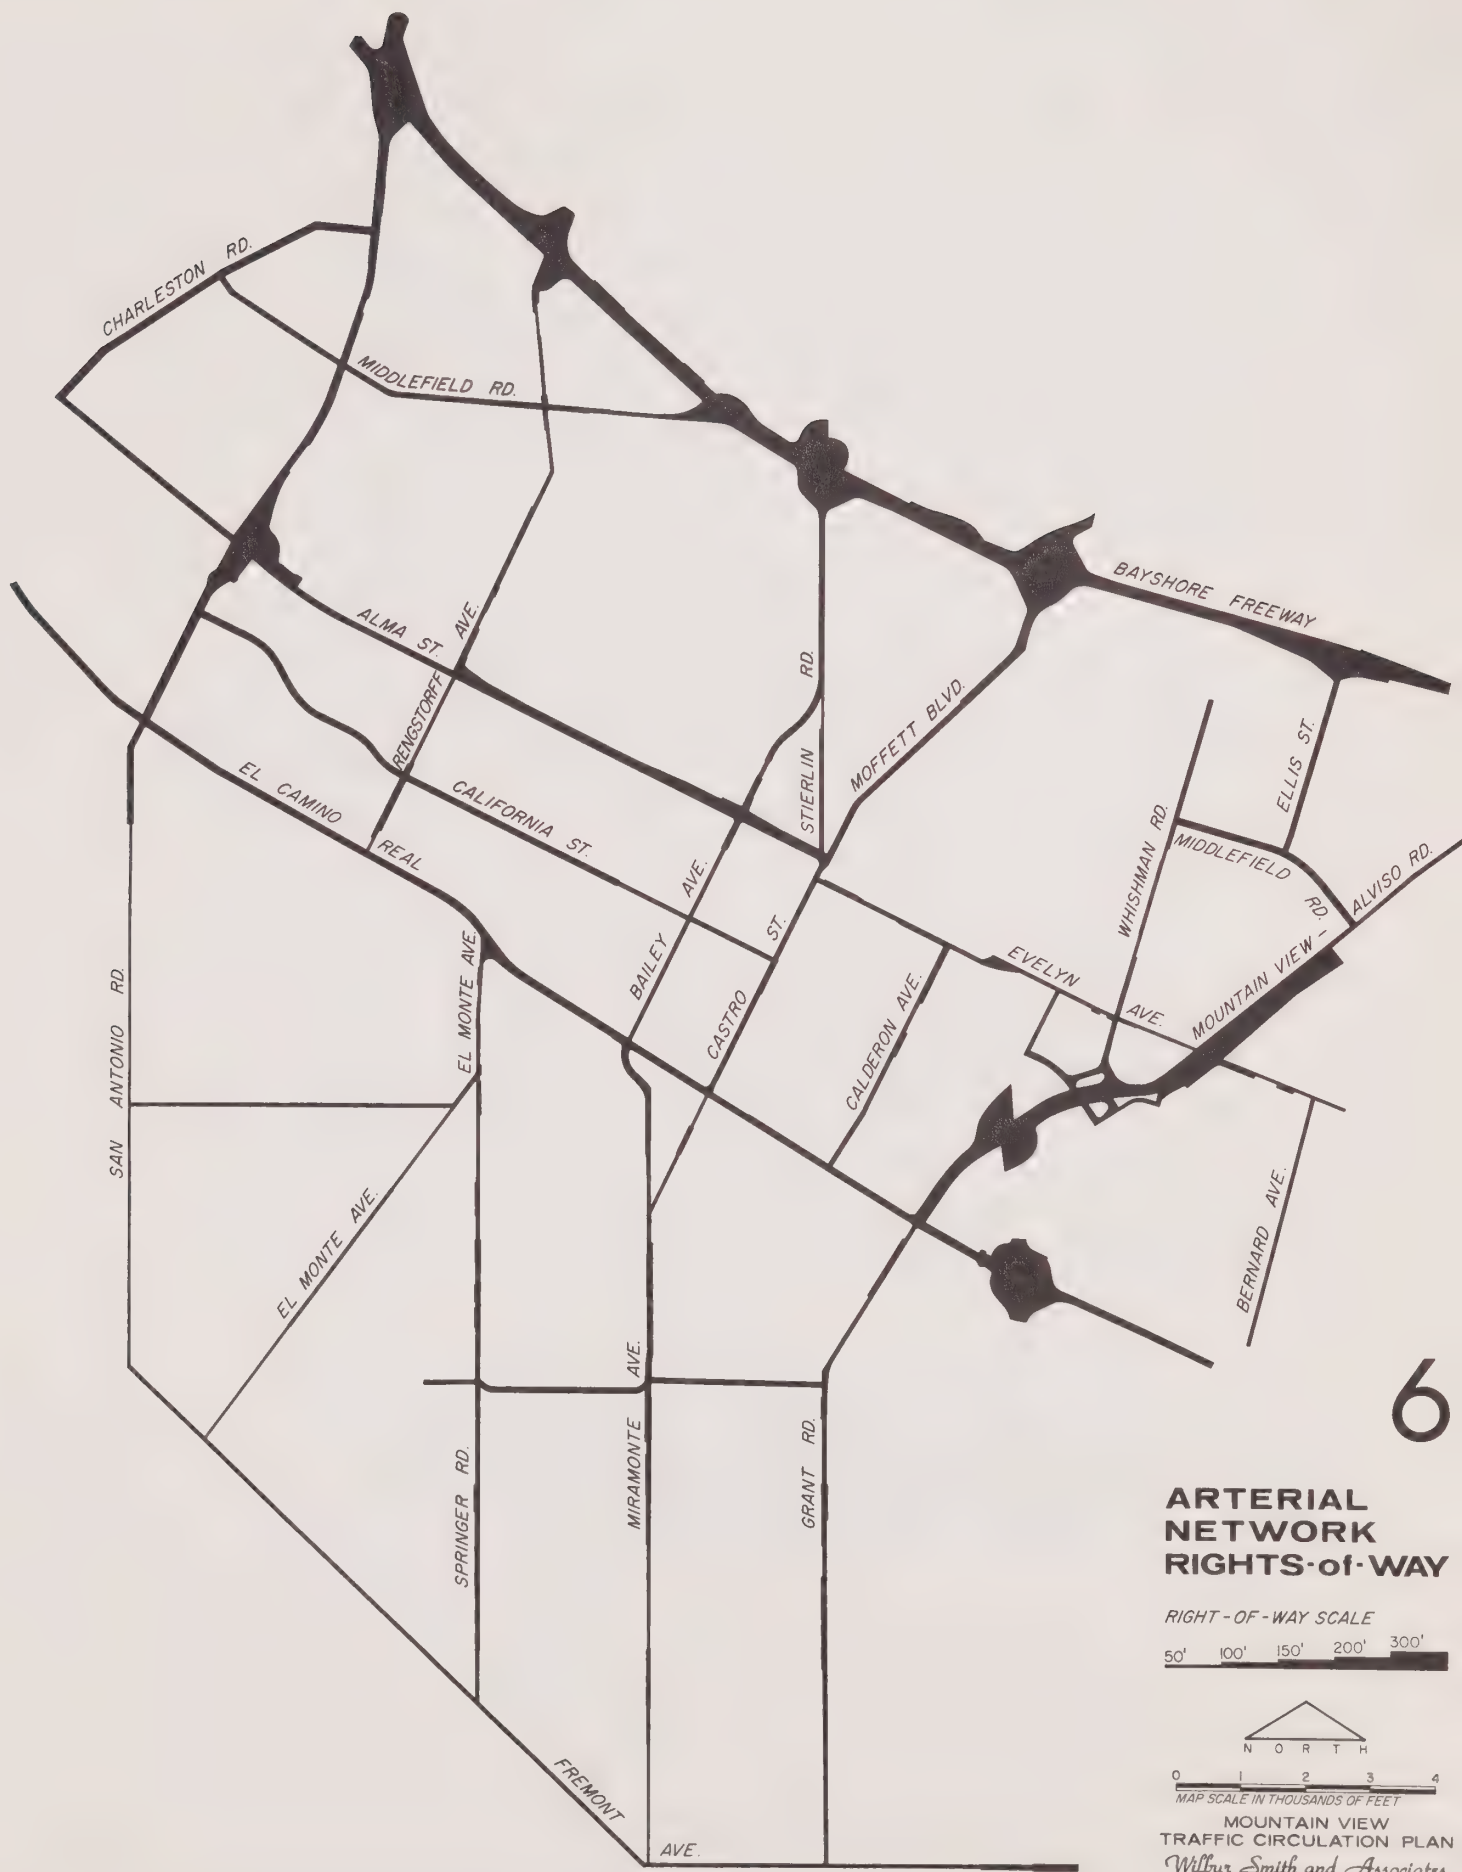 CHARLESTON RD.
MIDDLEFIELD RD.
BAYSHORE FREEWAY
ALMA ST.
RENGSTORFF AVE.
STIERLIN RD.
MOFFETT BLVD.
ELLIS ST.
WHISHMAN RD.
MIDDLEFIELD RD.
MOUNTAIN VIEW - ALVISO RD.
EL CAMINO REAL
CALIFORNIA ST.
BAILEY AVE.
CASTRO ST.
EVELYN AVE.
CALDERON AVE.
SAN ANTONIO RD.
EL MONTE AVE.
EL MONTE AVE.
BERNARD AVE.
SPRINGER RD.
MIRAMONTE AVE.
GRANT RD.
FREMONT AVE.
6
ARTERIAL
NETWORK
RIGHTS-of-WAY
RIGHT-OF-WAY SCALE
50' 100' 150' 200' 300'
NORTH
0 1 2 3 4
MAP SCALE IN THOUSANDS OF FEET
MOUNTAIN VIEW
TRAFFIC CIRCULATION PLAN
Wilbur Smith and Associates